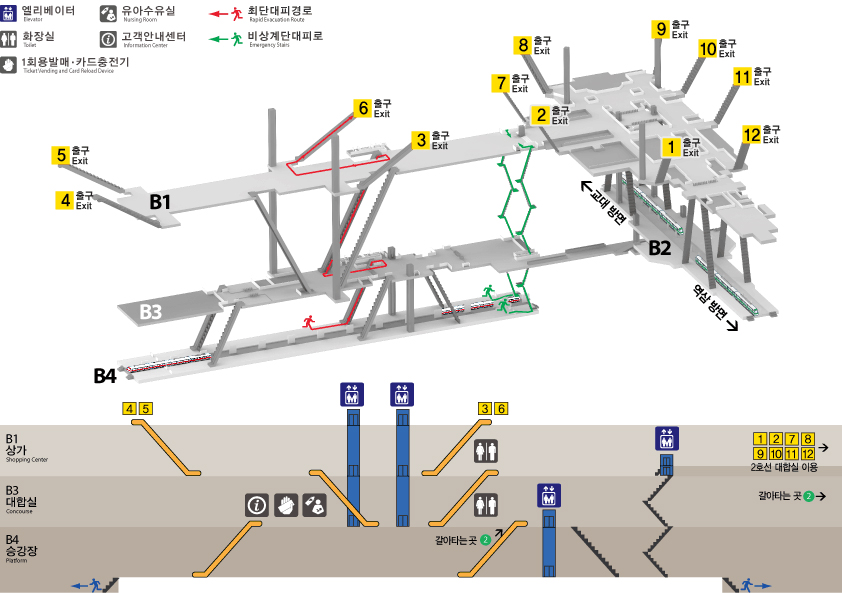 엘리베이터
Elevator
유아수유실
Nursing Room
최단대피경로
Rapid Evacuation Route
화장실
Toilet
고객안내센터
Information Center
비상계단대피로
Emergency Stairs
1회용발매·카드충전기
Ticket Vending and Card Reload Device
5 출구
Exit
4 출구
Exit
6 출구
Exit
3 출구
Exit
7 출구
Exit
8 출구
Exit
2 출구
Exit
9 출구
Exit
10 출구
Exit
11 출구
Exit
12 출구
Exit
1 출구
Exit
B1
교대 방면
B2
역삼 방면
B3
B4
4 5
3 6
B1
상가
Shopping Center
1 2 7 8
9 10 11 12
2호선 대합실 이용
B3
대합실
Concourse
갈아타는 곳 2
B4
승강장
Platform
갈아타는 곳 2